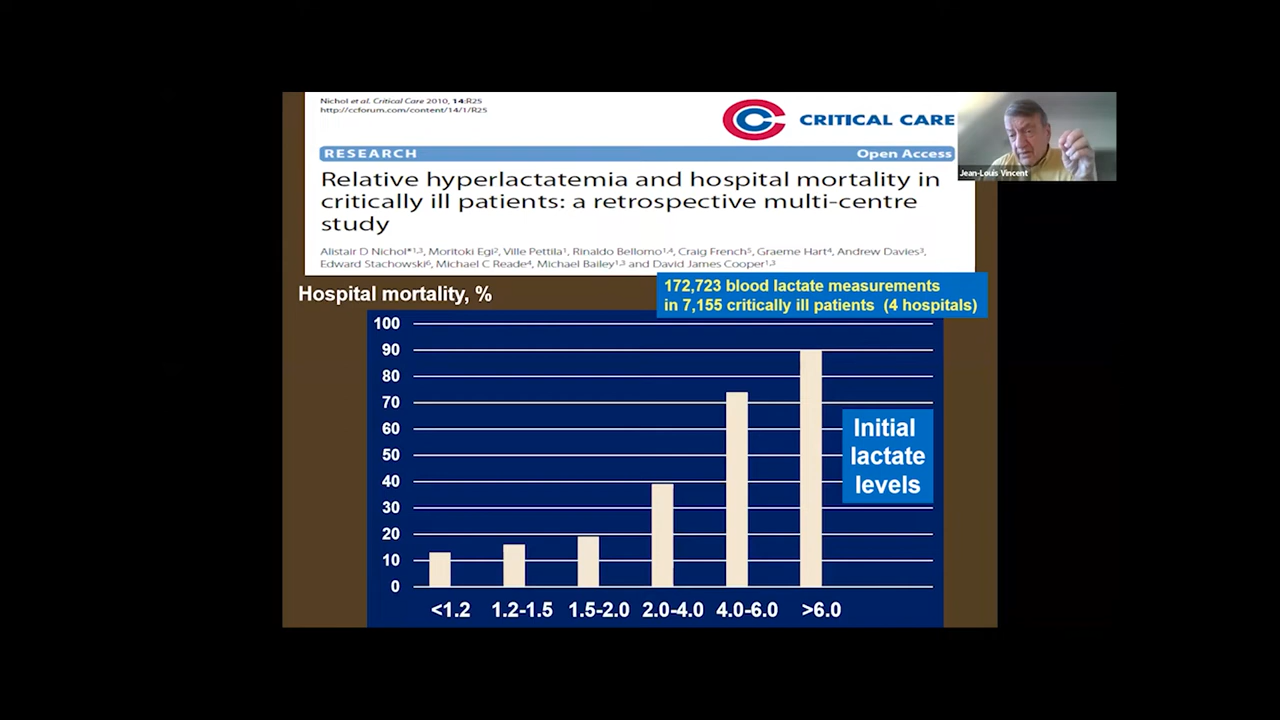 Nichol et al. Critical Care 2010, 14:R25
http://ccforum.com/content/14/1/R25
CRITICAL CARE
RESEARCH Open Access
Relative hyperlactatemia and hospital mortality in
critically ill patients: a retrospective multi-centre
study
Alistair D Nichol*1,3, Moritoki Egi2, Ville Pettila1, Rinaldo Bellomo1,4, Craig French5, Graeme Hart4, Andrew Davies3,
Edward Stachowski6, Michael C Reade4, Michael Bailey1,3 and David James Cooper1,3
Jean-Louis Vincent
172,723 blood lactate measurements
in 7,155 critically ill patients (4 hospitals)
Hospital mortality, %
100
90
80
70
60
50
40
30
20
10
0
Initial
lactate
levels
<1.2 1.2-1.5 1.5-2.0 2.0-4.0 4.0-6.0 >6.0